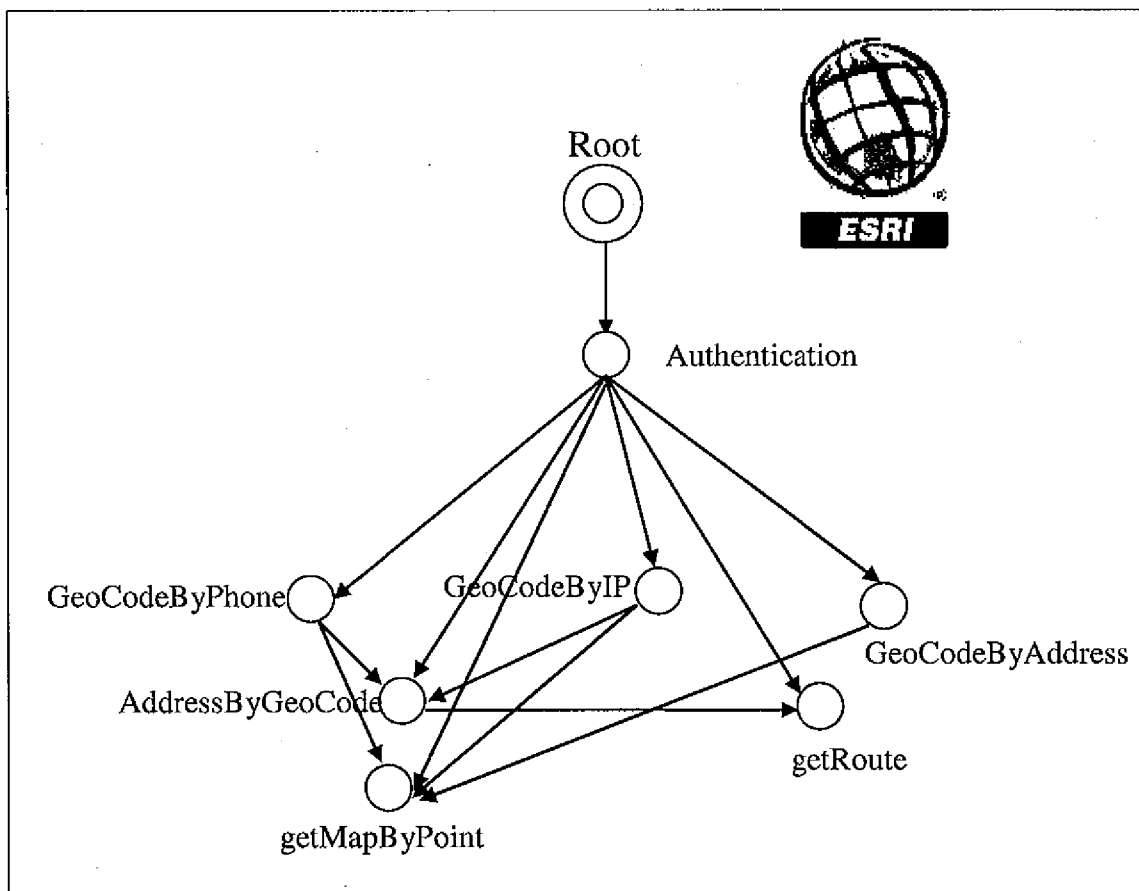 Root
®
ESRI
Authentication
GeoCodeByPhone
GeoCodeByIP
GeoCodeByAddress
AddressByGeoCode
getRoute
getMapByPoint